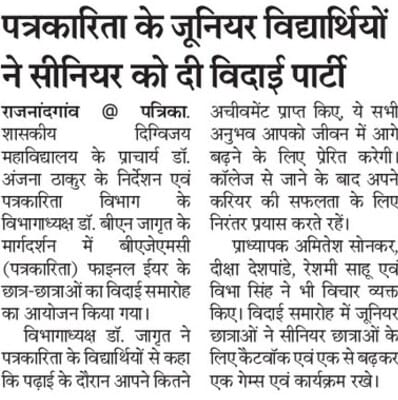 पत्रकारिता के जूनियर विद्यार्थियों
ने सीनियर को दी विदाई पार्टी
राजनांदगांव @ पत्रिका.
शासकीय दिग्विजय
महाविद्यालय के प्राचार्य डॉ.
अंजना ठाकुर के निर्देशन एवं
पत्रकारिता विभाग के
विभागाध्यक्ष डॉ. बीएन जागृत के
मार्गदर्शन में बीएजेएमसी
(पत्रकारिता) फाइनल ईयर के
छात्र-छात्राओं का विदाई समारोह
का आयोजन किया गया।
विभागाध्यक्ष डॉ. जागृत ने
पत्रकारिता के विद्यार्थियों से कहा
कि पढ़ाई के दौरान आपने कितने
अचीवमेंट प्राप्त किए, ये सभी
अनुभव आपको जीवन में आगे
बढ़ने के लिए प्रेरित करेगी।
कॉलेज से जाने के बाद अपने
करियर की सफलता के लिए
निरंतर प्रयास करते रहें।
प्राध्यापक अमितेश सोनकर,
दीक्षा देशपांडे, रेशमी साहू एवं
विभा सिंह ने भी विचार व्यक्त
किए। विदाई समारोह में जूनियर
छात्राओं ने सीनियर छात्राओं के
लिए कैटवॉक एवं एक से बढ़कर
एक गेम्स एवं कार्यक्रम रखे।